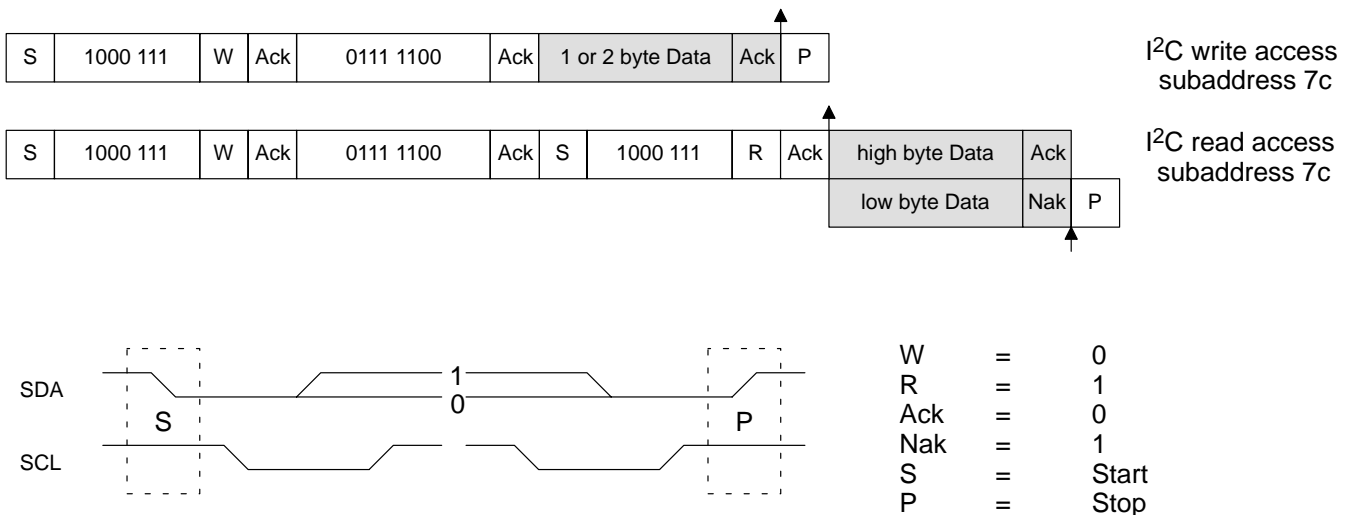 S 1000 111 W Ack 0111 1100 Ack 1 or 2 byte Data Ack P
I2C write access
subaddress 7c
S 1000 111 W Ack 0111 1100 Ack S 1000 111 R Ack high byte Data Ack
low byte Data Nak P
I2C read access
subaddress 7c
SDA
1
0
S
P
SCL
W = 0
R = 1
Ack = 0
Nak = 1
S = Start
P = Stop